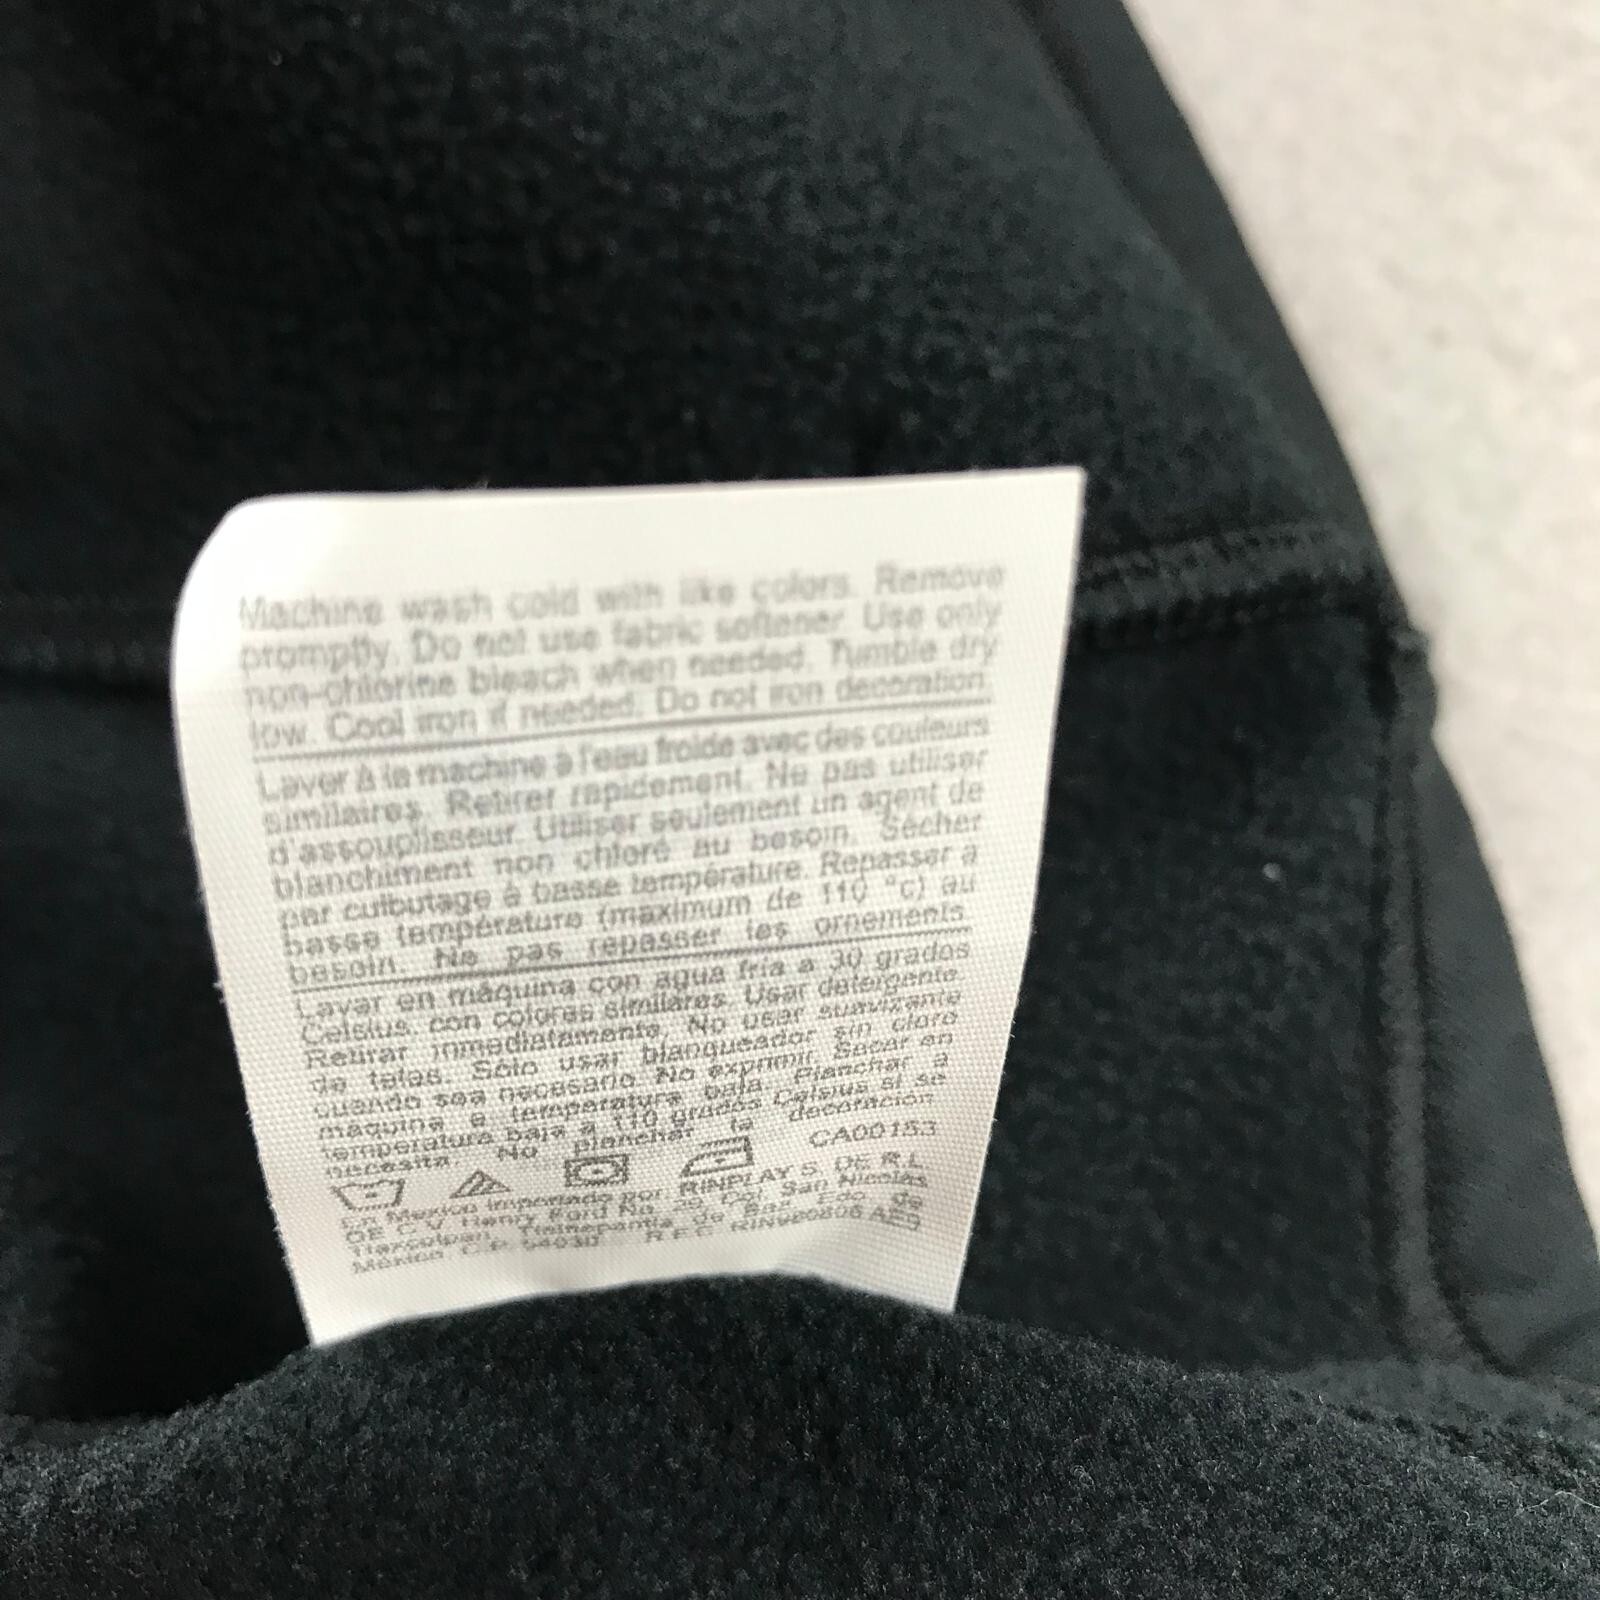 Machine wash cold with like colors. Remove
promptly. Do not use fabric softener Use only
non-chlorine bleach when needed. Tumble dry
low. Cool iron if needed. Do not iron decoration.
Laver à la machine à l'eau froide avec des couleurs
similaires. Retirer rapidement. Ne pas utiliser
d'assouplisseur. Utiliser seulement un agent de
blanchiment non chloré au besoin. Sécher
par culbutage à basse température. Repasser à
basse température (maximum de 110 °c) au
besoin. Ne pas repasser les ornements.
Lavar en máquina con agua fria a 30 grados
Celsius. con colores similares. Usar detergente
Retirar inmediatamente. No usar suavizante
de telas. Sólo usar blanqueador sin cloro
cuando sea necesario. No exprimir. Secar en
máquina a temperatura baja. Planchar a
temperatura baja a 110 grados Celsius si se
necesita. No planchar la decoración
CA00153
En Mexico importado por: RINPLAY S. DE R.L.
DE C.V. Henry Ford No. 29 Col. San Nicolas
Tlaxcolpan, Tlalnepantla de Baz, Edo. de
México. C.P. 54030 R.F.C.